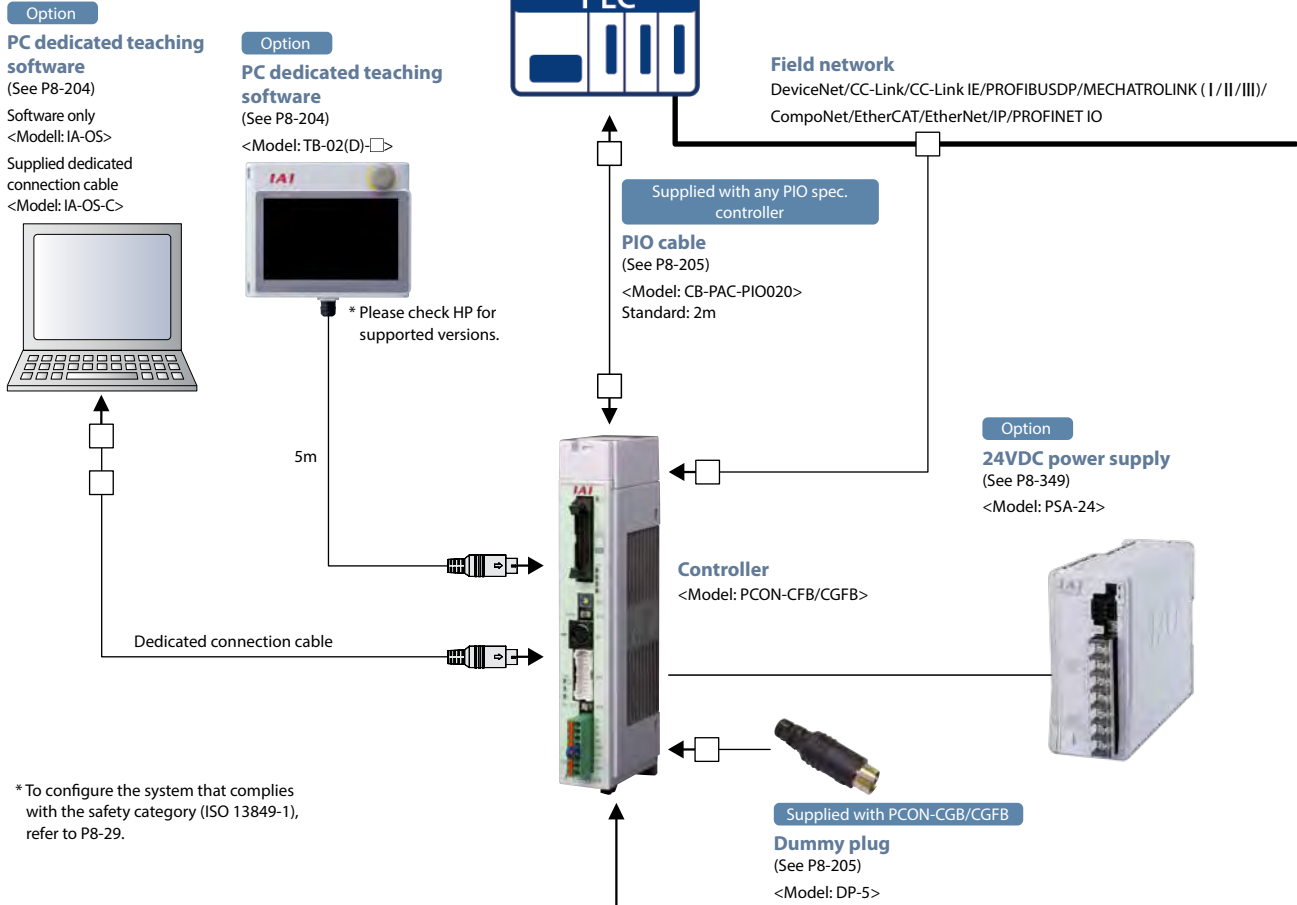 Option
PC dedicated teaching
software
(See P8-204)
Software only
<Modell: IA-OS>
Supplied dedicated
connection cable
<Model: IA-OS-C>
Option
PC dedicated teaching
software
(See P8-204)
<Model: TB-02(D)-□>
IAI
* Please check HP for
supported versions.
5m
Dedicated connection cable
* To configure the system that complies
with the safety category (ISO 13849-1),
refer to P8-29.
PLC
Field network
DeviceNet/CC-Link/CC-Link IE/PROFIBUSDP/MECHATROLINK (Ⅰ/Ⅱ/Ⅲ)/
CompoNet/EtherCAT/EtherNet/IP/PROFINET IO
Supplied with any PIO spec.
controller
PIO cable
(See P8-205)
<Model: CB-PAC-PIO020>
Standard: 2m
IAI
Controller
<Model: PCON-CFB/CGFB>
Option
24VDC power supply
(See P8-349)
<Model: PSA-24>
IAI
Supplied with PCON-CGB/CGFB
Dummy plug
(See P8-205)
<Model: DP-5>